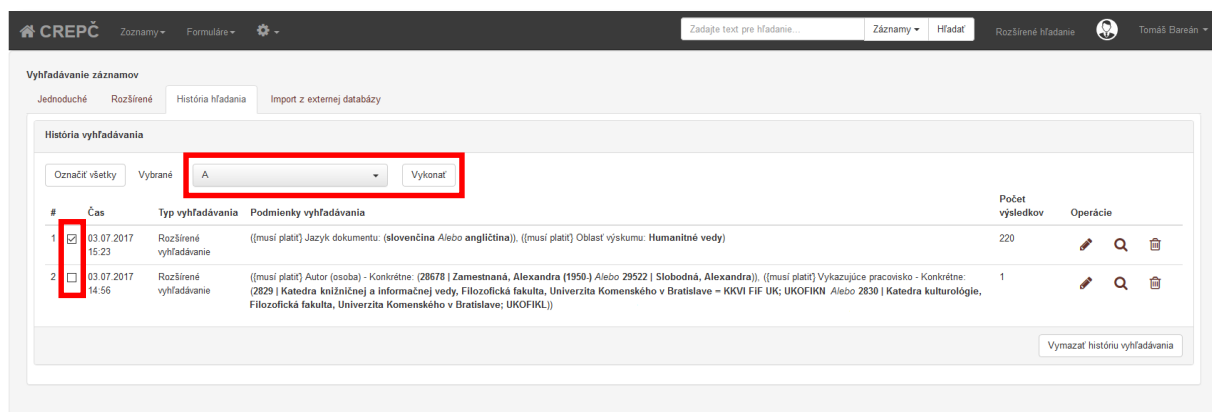 CREPČ Zoznamy Formuláre Zadajte text pre hľadanie... Záznamy Hľadať Rozšírené hľadanie Tomáš Bareán
Vyhľadávanie záznamov
Jednoduché Rozšírené História hľadania Import z externej databázy
História vyhľadávania
Označiť všetky Vybrané A Vykonať
# Čas Typ vyhľadávania Podmienky vyhľadávania Počet výsledkov Operácie
1 03.07.2017 15:23 Rozšírené vyhľadávanie ({musí platiť} Jazyk dokumentu: (slovenčina Alebo angličtina)), ({musí platiť} Oblasť výskumu: Humanitné vedy) 220
2 03.07.2017 14:56 Rozšírené vyhľadávanie ({musí platiť} Autor (osoba) - Konkrétne: (28678 | Zamestnaná, Alexandra (1950-) Alebo 29522 | Slobodná, Alexandra)), ({musí platiť} Vykazujúce pracovisko - Konkrétne: 1
(2829 | Katedra knižničnej a informačnej vedy, Filozofická fakulta, Univerzita Komenského v Bratislave = KKVI FiF UK; UKOFIKN Alebo 2830 | Katedra kulturológie,
Filozofická fakulta, Univerzita Komenského v Bratislave; UKOFIKL))
Vymazať históriu vyhľadávania